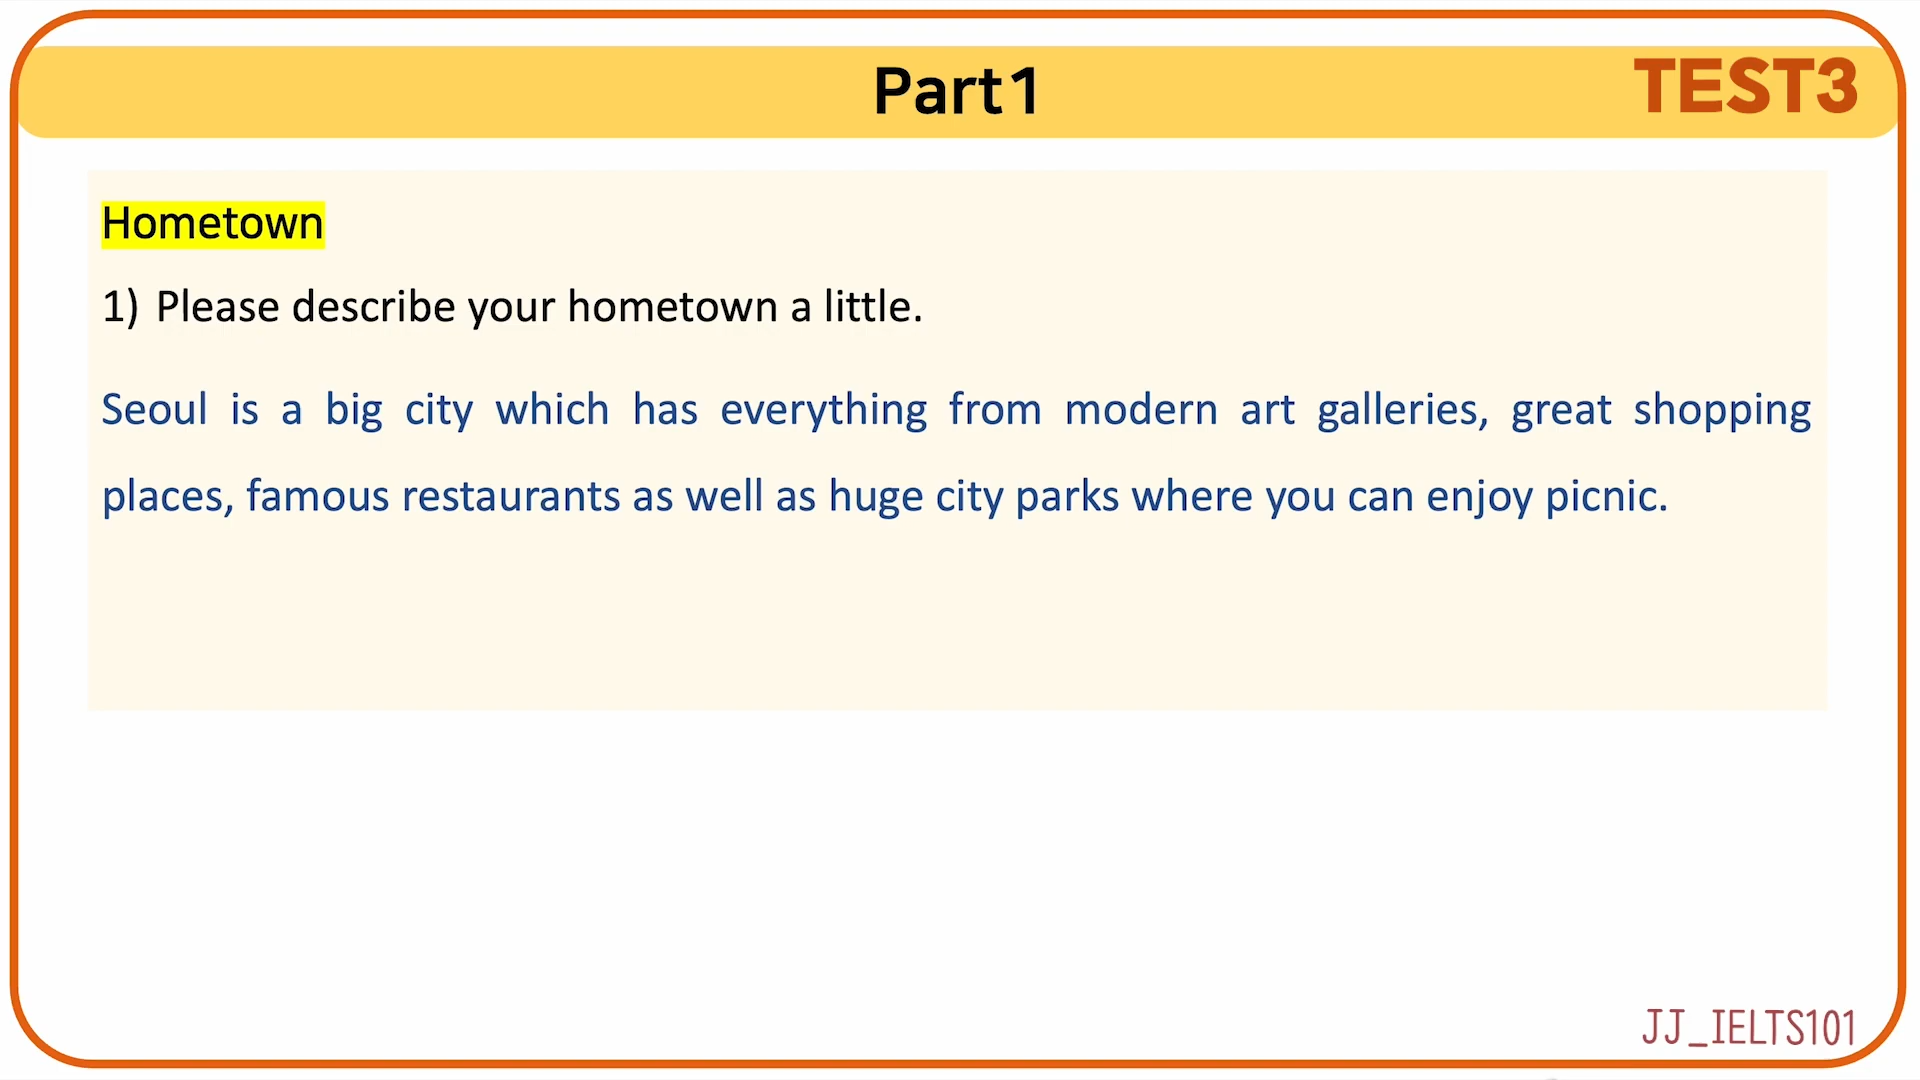 Part1
TEST3
Hometown
1) Please describe your hometown a little.
Seoul is a big city which has everything from modern art galleries, great shopping
places, famous restaurants as well as huge city parks where you can enjoy picnic.
JJ_IELTS101